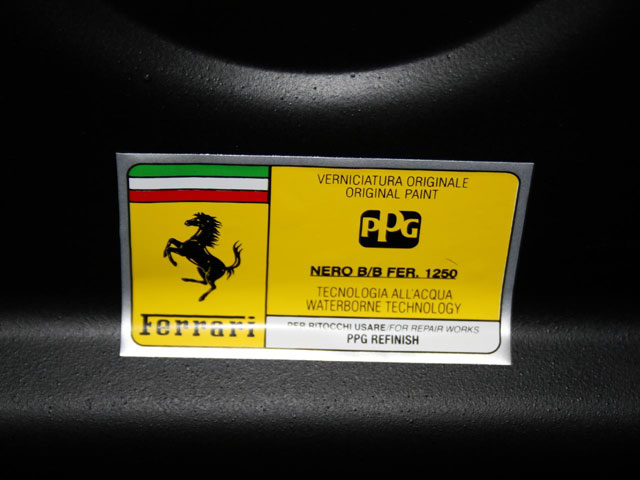 Ferrari
VERNICIATURA ORIGINALE
ORIGINAL PAINT
PPG
NERO B/B FER. 1250
TECNOLOGIA ALL'ACQUA
WATERBORNE TECHNOLOGY
PER RITOCCHI USARE/FOR REPAIR WORKS
PPG REFINISH